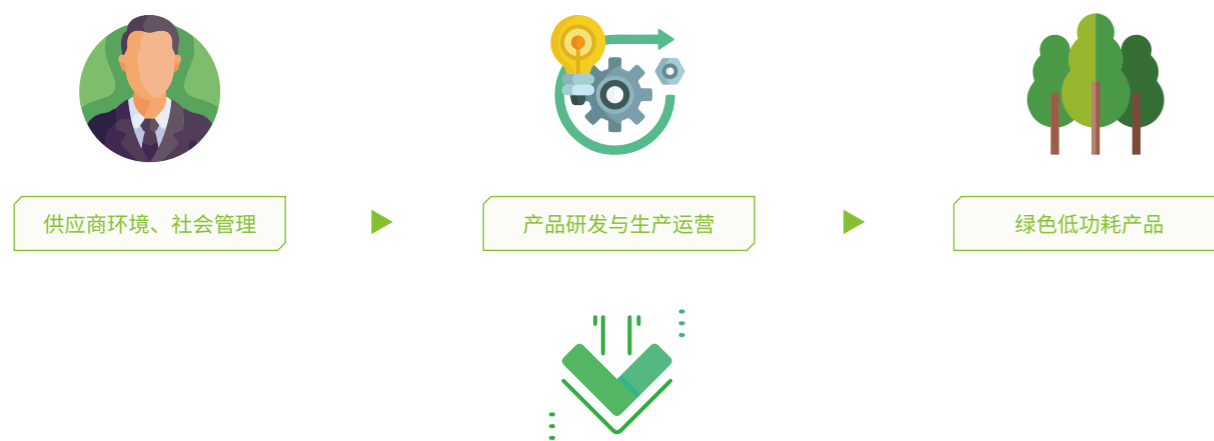 供应商环境、社会管理
产品研发与生产运营
绿色低功耗产品